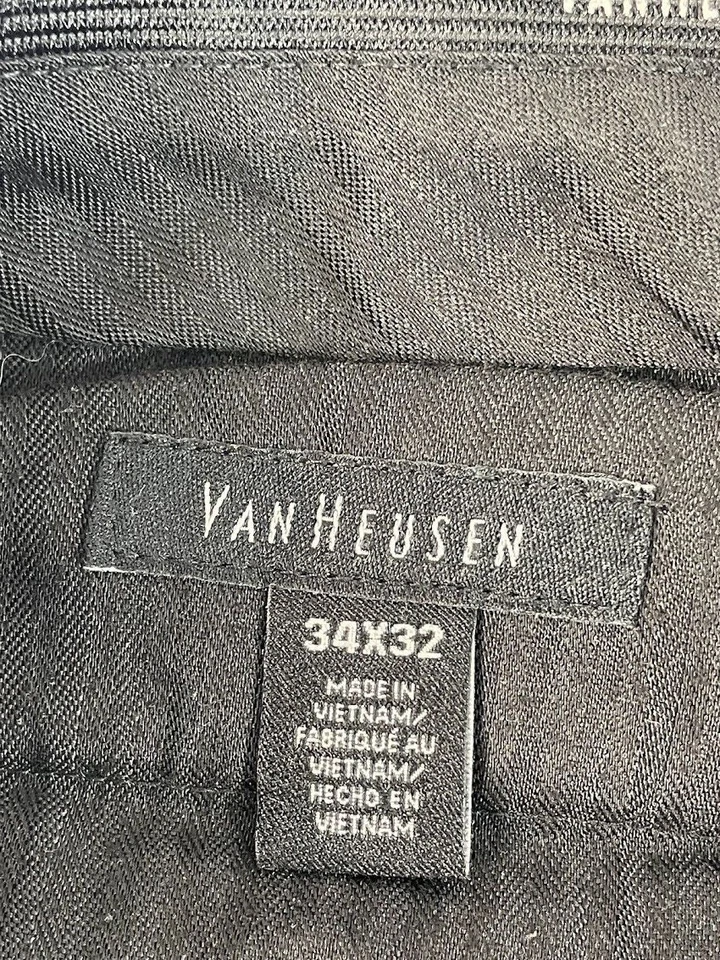 VANHEUSEN
34X32
MADE IN
VIETNAM/
FABRIQUÉ AU
VIETNAM/
HECHO EN
VIETNAM